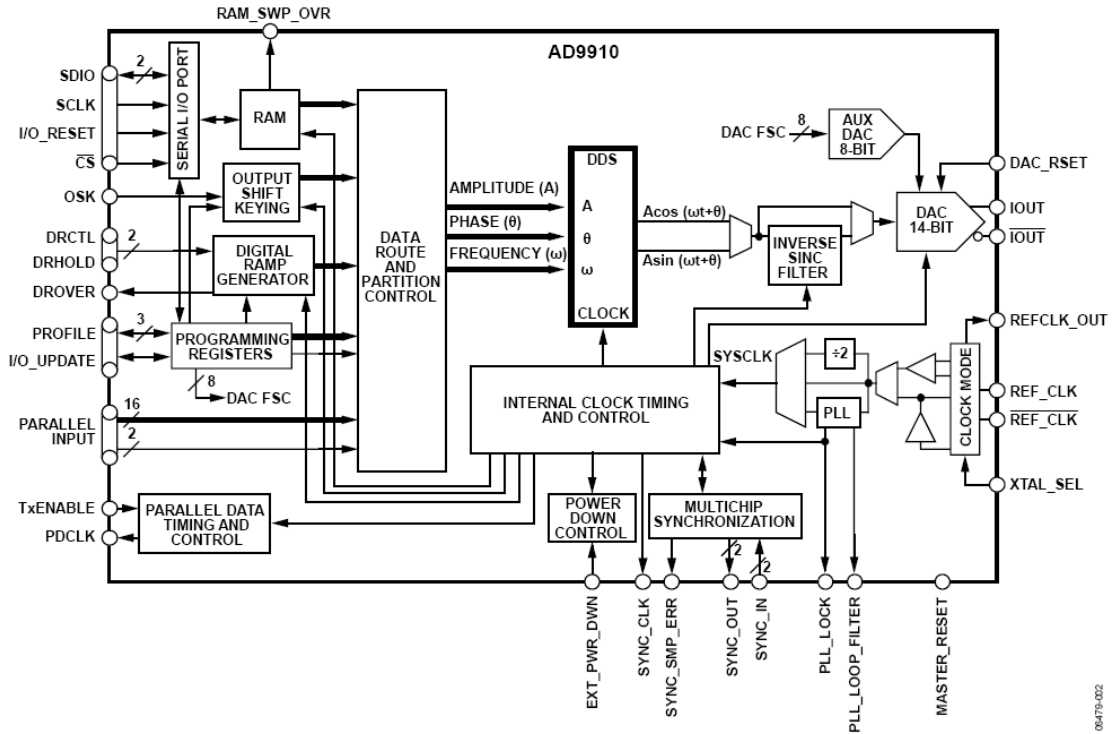 RAM_SWP_OVR
AD9910
SDIO
2
SCLK
I/O_RESET
CS
SERIAL I/O PORT
RAM
OSK
OUTPUT
SHIFT
KEYING
DRCTL
2
DRHOLD
DIGITAL
RAMP
GENERATOR
DROVER
PROFILE
3
I/O_UPDATE
PROGRAMMING
REGISTERS
8
DAC FSC
16
PARALLEL
INPUT
2
TxENABLE
PDCLK
PARALLEL DATA
TIMING AND
CONTROL
DATA
ROUTE
AND
PARTITION
CONTROL
AMPLITUDE (A)
PHASE (θ)
FREQUENCY (ω)
DDS
A
θ
ω
CLOCK
Acos (ωt+θ)
Asin (ωt+θ)
INVERSE
SINC
FILTER
DAC FSC
8
AUX
DAC
8-BIT
DAC
14-BIT
DAC_RSET
IOUT
IOUT
REFCLK_OUT
SYSCLK
÷2
PLL
CLOCK MODE
REF_CLK
REF_CLK
XTAL_SEL
INTERNAL CLOCK TIMING
AND CONTROL
POWER
DOWN
CONTROL
MULTICHIP
SYNCHRONIZATION
2
2
EXT_PWR_DWN
SYNC_CLK
SYNC_SMP_ERR
SYNC_OUT
SYNC_IN
PLL_LOCK
PLL_LOOP_FILTER
MASTER_RESET
06479-002